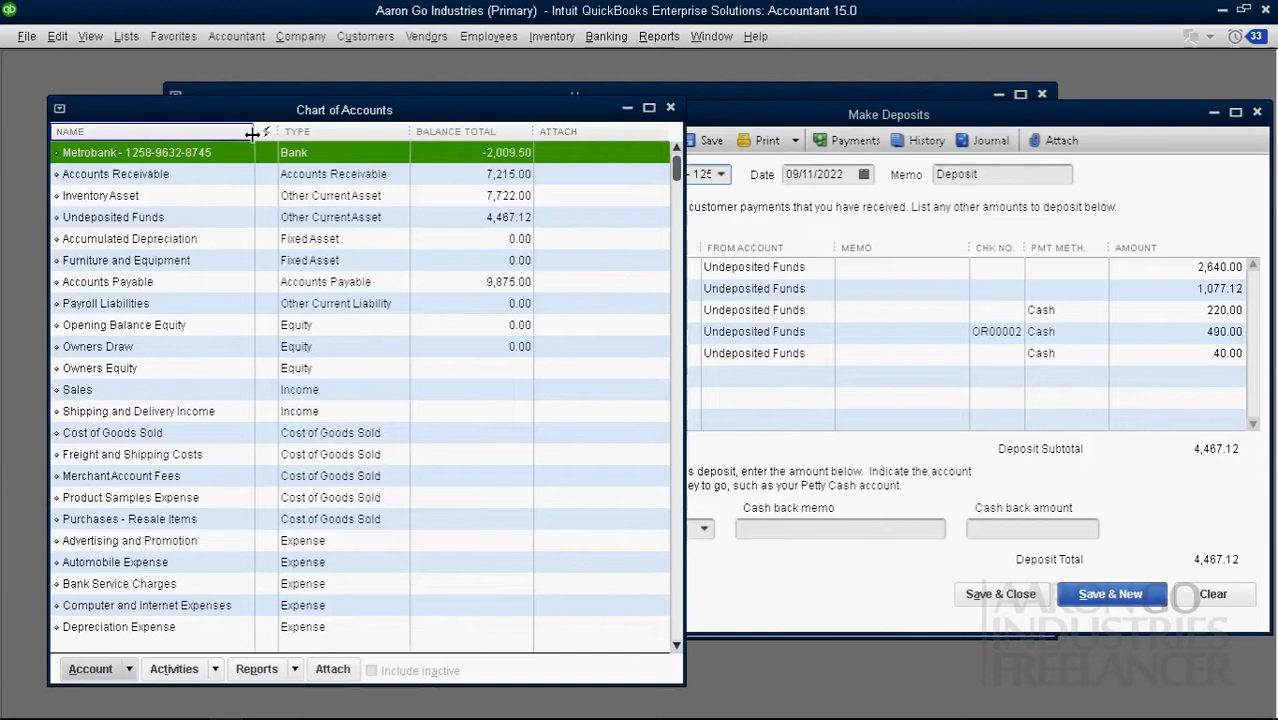 Aaron Go Industries (Primary) - Intuit QuickBooks Enterprise Solutions: Accountant 15.0
File Edit View Lists Favorites Accountant Company Customers Vendors Employees Inventory Banking Reports Window Help 33
Chart of Accounts
NAME TYPE BALANCE TOTAL ATTACH
Metrobank - 1258-9632-8745 Bank -2,009.50
Accounts Receivable Accounts Receivable 7,215.00
Inventory Asset Other Current Asset 7,722.00
Undeposited Funds Other Current Asset 4,467.12
Accumulated Depreciation Fixed Asset 0.00
Furniture and Equipment Fixed Asset 0.00
Accounts Payable Accounts Payable 9,875.00
Payroll Liabilities Other Current Liability 0.00
Opening Balance Equity Equity 0.00
Owners Draw Equity 0.00
Owners Equity Equity
Sales Income
Shipping and Delivery Income Income
Cost of Goods Sold Cost of Goods Sold
Freight and Shipping Costs Cost of Goods Sold
Merchant Account Fees Cost of Goods Sold
Product Samples Expense Cost of Goods Sold
Purchases - Resale Items Cost of Goods Sold
Advertising and Promotion Expense
Automobile Expense Expense
Bank Service Charges Expense
Computer and Internet Expenses Expense
Depreciation Expense Expense
Account Activities Reports Attach Include inactive
Make Deposits
Save Print Payments History Journal Attach
- 125 Date 09/11/2022 Memo Deposit
customer payments that you have received. List any other amounts to deposit below.
FROM ACCOUNT MEMO CHK NO. PMT METH. AMOUNT
Undeposited Funds 2,640.00
Undeposited Funds 1,077.12
Undeposited Funds Cash 220.00
Undeposited Funds OR00002 Cash 490.00
Undeposited Funds Cash 40.00
Deposit Subtotal 4,467.12
s deposit, enter the amount below. Indicate the account
ey to go, such as your Petty Cash account.
Cash back memo Cash back amount
Deposit Total 4,467.12
Save & Close Save & New Clear
AARON GO
INDUSTRIES
FREELANCER